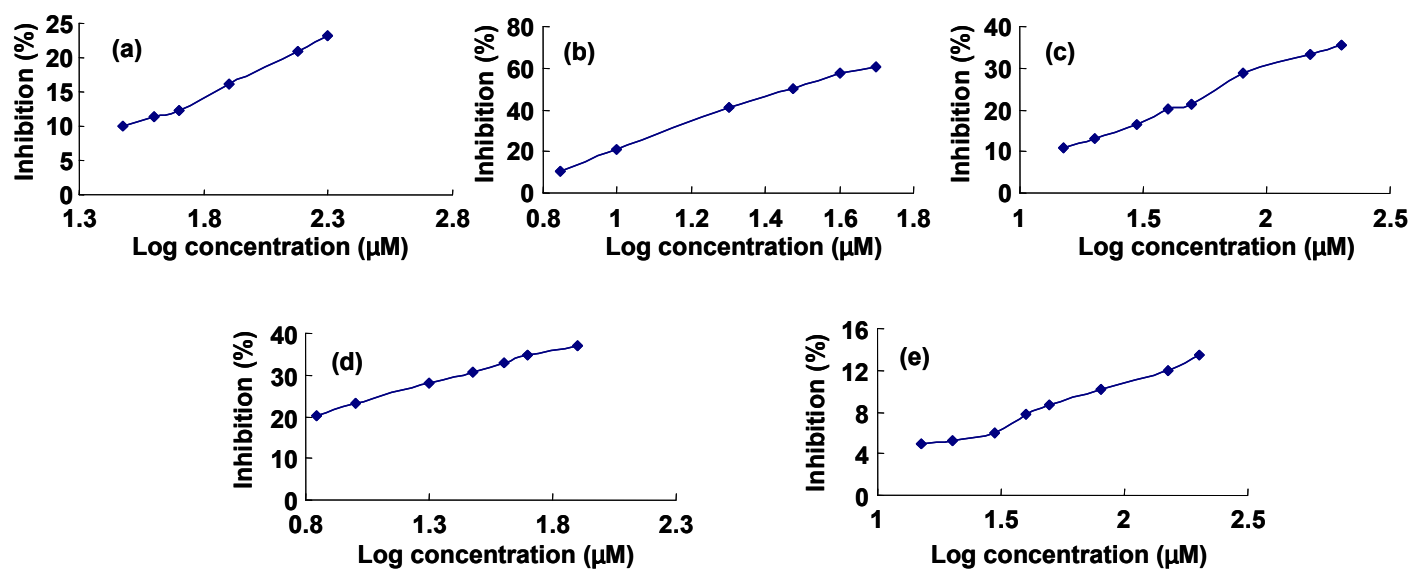 (a)
Inhibition (%)
25
20
15
10
5
0
1.3 1.8 2.3 2.8
Log concentration (µM)
(b)
Inhibition (%)
80
60
40
20
0
0.8 1 1.2 1.4 1.6 1.8
Log concentration (µM)
(c)
Inhibition (%)
40
30
20
10
0
1 1.5 2 2.5
Log concentration (µM)
(d)
Inhibition (%)
40
30
20
10
0
0.8 1.3 1.8 2.3
Log concentration (µM)
(e)
Inhibition (%)
16
12
8
4
0
1 1.5 2 2.5
Log concentration (µM)